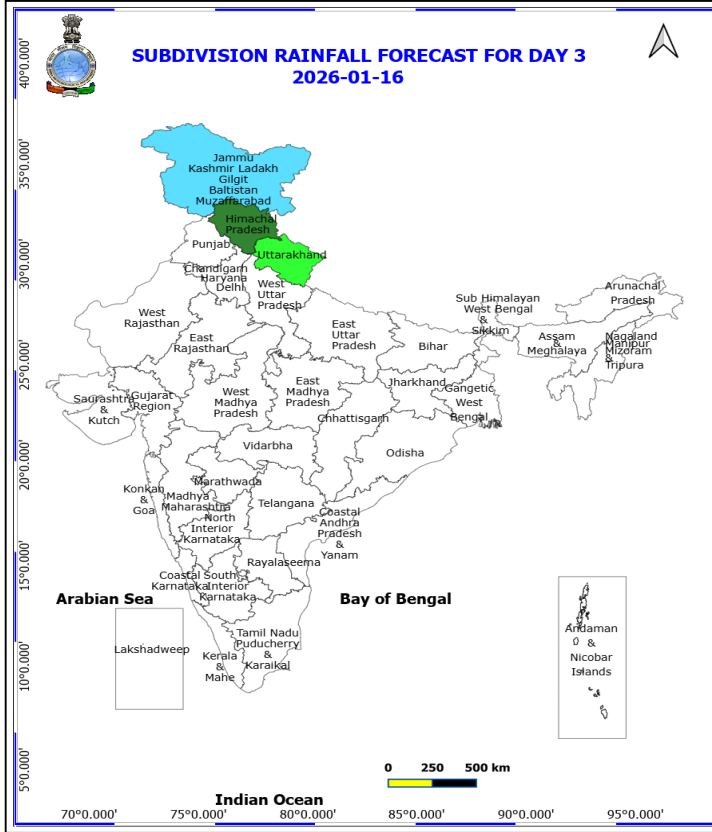 SUBDIVISION RAINFALL FORECAST FOR DAY 3
2026-01-16
40°0.000'
35°0.000'
30°0.000'
25°0.000'
20°0.000'
15°0.000'
10°0.000'
5°0.000'
Jammu
Kashmir Ladakh
Gilgit
Baltistan
Muzaffarabad
Himachal
Pradesh
Punjab
Uttarakhand
Chandigarh
Haryana
Delhi
West
Uttar
Pradesh
West
Rajasthan
East
Rajasthan
East
Uttar
Pradesh
Bihar
Sub Himalayan
West Bengal
&
Sikkim
Arunachal
Pradesh
Assam
&
Meghalaya
Nagaland
Manipur
Mizoram
&
Tripura
Saurashtra
&
Kutch
Gujarat
Region
West
Madhya
Pradesh
East
Madhya
Pradesh
Jharkhand
Gangetic
West
Bengal
Chhattisgarh
Odisha
Vidarbha
Konkan
&
Goa
Madhya
Maharashtra
Marathwada
Telangana
North
Interior
Karnataka
Coastal
Andhra
Pradesh
&
Yanam
Rayalaseema
Coastal
Karnataka
South
Interior
Karnataka
Arabian Sea
Bay of Bengal
Lakshadweep
Kerala
&
Mahe
Tamil Nadu
Puducherry
&
Karaikal
Andaman
&
Nicobar
Islands
0 250 500 km
Indian Ocean
70°0.000' 75°0.000' 80°0.000' 85°0.000' 90°0.000' 95°0.000'